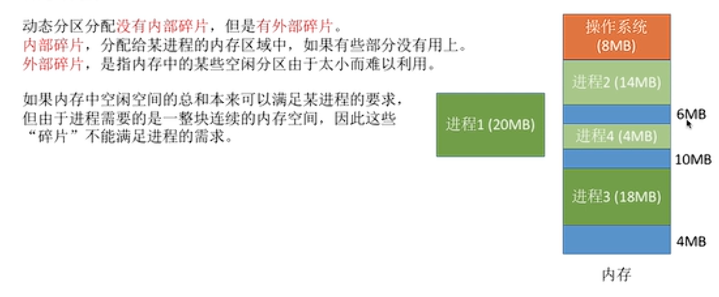 动态分区分配没有内部碎片，但是有外部碎片。
内部碎片，分配给某进程的内存区域中，如果有些部分没有用上。
外部碎片，是指内存中的某些空闲分区由于太小而难以利用。
如果内存中空闲空间的总和本来可以满足某进程的要求，
但由于进程需要的是一整块连续的内存空间，因此这些
“碎片”不能满足进程的需求。
进程1 (20MB)
操作系统
(8MB)
进程2 (14MB)
6MB
进程4 (4MB)
10MB
进程3 (18MB)
4MB
内存